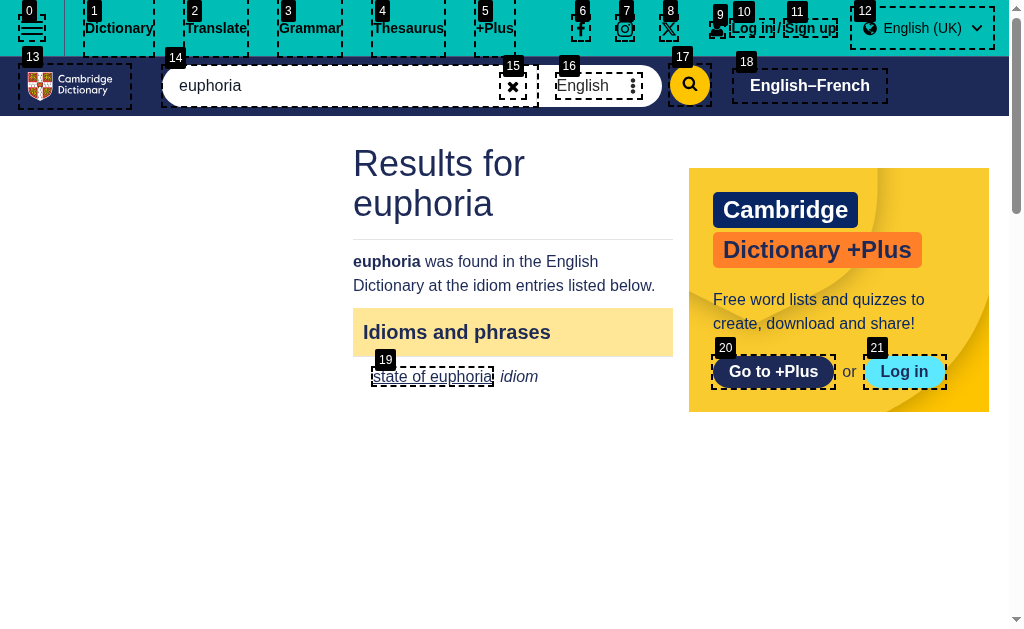 0
1
2
3
4
5
6
7
8
9
10
11
12
Dictionary Translate Grammar Thesaurus +Plus Log in / Sign up English (UK)
13
14
15
16
17
18
Cambridge
Dictionary
euphoria
English
English–French
Results for
euphoria
euphoria was found in the English
Dictionary at the idiom entries listed below.
Idioms and phrases
19
state of euphoria idiom
Cambridge
Dictionary +Plus
Free word lists and quizzes to
create, download and share!
20
21
Go to +Plus or Log in